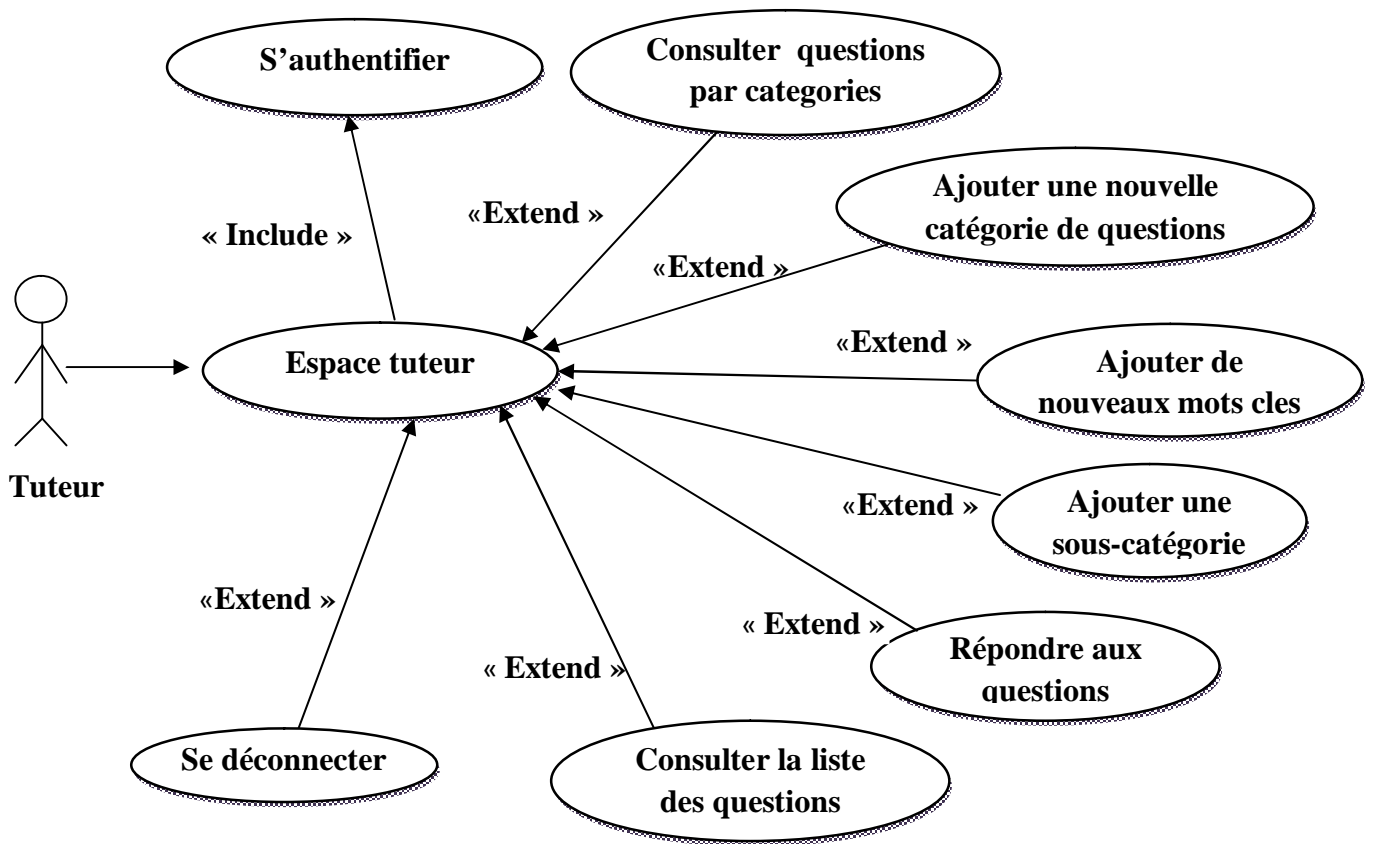 S’authentifier
Consulter  questions
par categories
Ajouter une nouvelle
catégorie de questions
«Extend »
« Include »
«Extend »
«Extend »
Espace tuteur
Ajouter de
nouveaux mots cles
Tuteur
«Extend »
Ajouter une
sous-catégorie
«Extend »
« Extend »
Répondre aux
questions
« Extend »
Se déconnecter
Consulter la liste
des questions